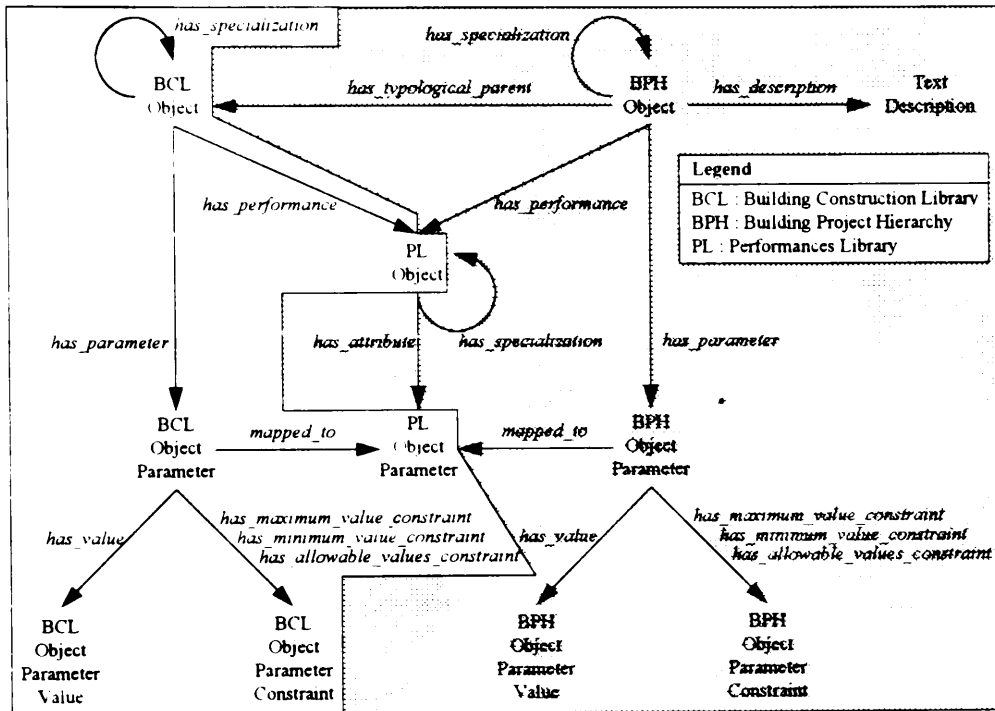 has_specialization
has_specialization
BCL
Object
has_typological_parent
BPH
Object
has_description
Text
Description
Legend
BCL : Building Construction Library
BPH : Building Project Hierarchy
PL : Performances Library
has_performance
has_performance
PL
Object
has_parameter
has_attribute
has_specialization
has_parameter
BCL
Object
Parameter
mapped_to
PL
Object
Parameter
mapped_to
BPH
Object
Parameter
has_value
has_maximum_value_constraint
has_minimum_value_constraint
has_allowable_values_constraint
has_value
has_maximum_value_constraint
has_minimum_value_constraint
has_allowable_values_constraint
BCL
Object
Parameter
Value
BCL
Object
Parameter
Constraint
BPH
Object
Parameter
Value
BPH
Object
Parameter
Constraint